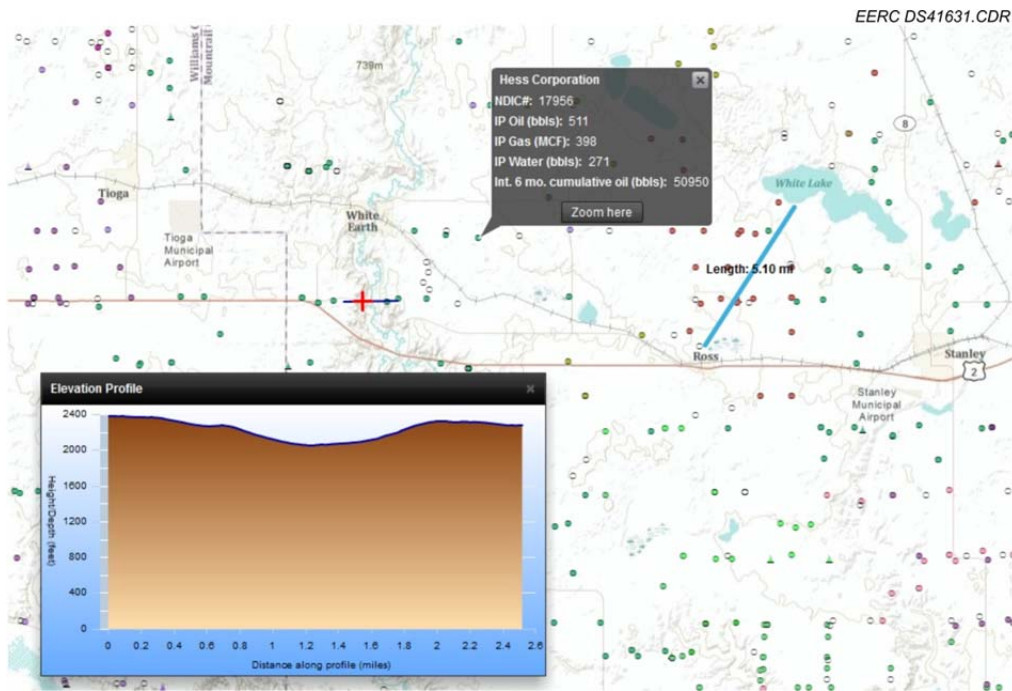 EERC DS41631.CDR
Williams C
Mountrail
739m
Hess Corporation
NDIC#: 17956
IP Oil (bbls): 511
IP Gas (MCF): 398
IP Water (bbls): 271
Int. 6 mo. cumulative oil (bbls): 50950
Zoom here
8
White Lake
Tioga
White
Earth
Tioga
Municipal
Airport
Length: 5.10 mi
Ross
Stanley
2
Stanley
Municipal
Airport
Elevation Profile
Height/Depth (feet)
2400
2000
1600
1200
800
400
0
0 0.2 0.4 0.6 0.8 1 1.2 1.4 1.6 1.8 2 2.2 2.4 2.6
Distance along profile (miles)